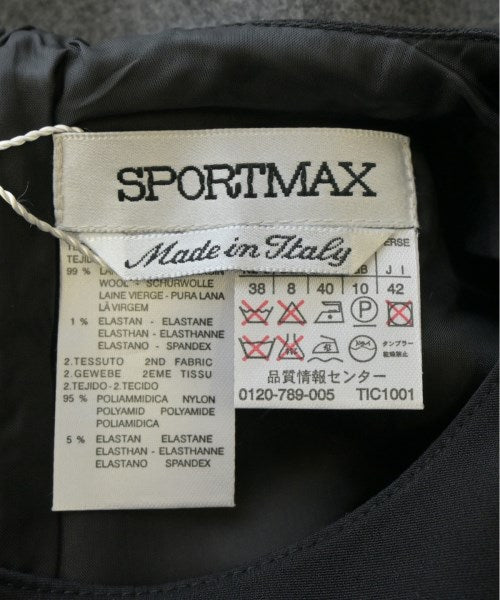 SPORTMAX
Made in Italy
99 % LA
WOOL - SCHURWOLLE
LAINE VIERGE - PURA LANA
LÃ VIRGEM
1 % ELASTAN - ELASTANE
ELASTHAN - ELASTHANNE
ELASTANO - SPANDEX
2.TESSUTO 2ND FABRIC
2.GEWEBE 2EME TISSU
2.TEJIDO-2.TECIDO
95 % POLIAMMIDICA NYLON
POLYAMID POLYAMIDE
POLIAMMIDICA
5 % ELASTAN ELASTANE
ELASTHAN - ELASTHANNE
ELASTANO SPANDEX
ERSE
J I
38 8 40 10 42
P
タンブラー
乾燥禁止
品質情報センター
0120-789-005 TIC1001